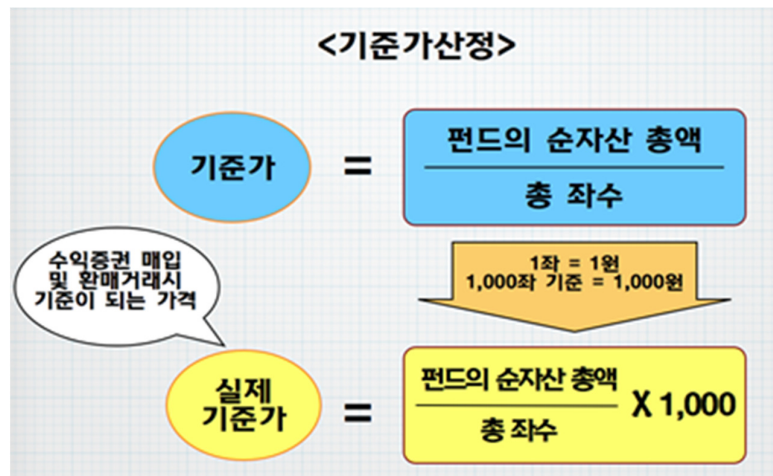 <기준가산정>
기준가
=
펀드의 순자산 총액
총 좌수
수익증권 매입
및 환매거래시
기준이 되는 가격
1좌 = 1원
1,000좌 기준 = 1,000원
실제
기준가
=
펀드의 순자산 총액
총 좌수
X 1,000